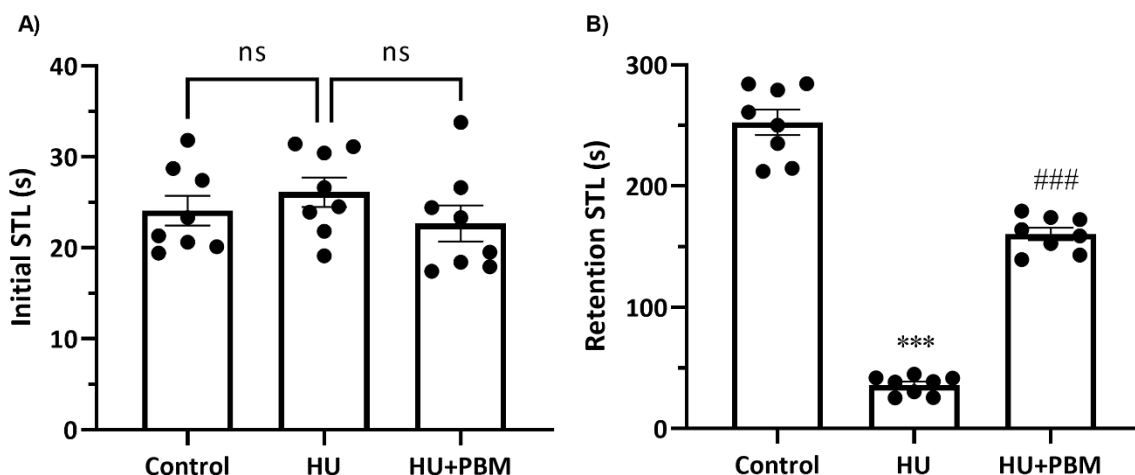 A)
ns
ns
40
30
20
10
0
Initial STL (s)
Control
HU
HU+PBM
B)
300
200
100
0
Retention STL (s)
***
###
Control
HU
HU+PBM